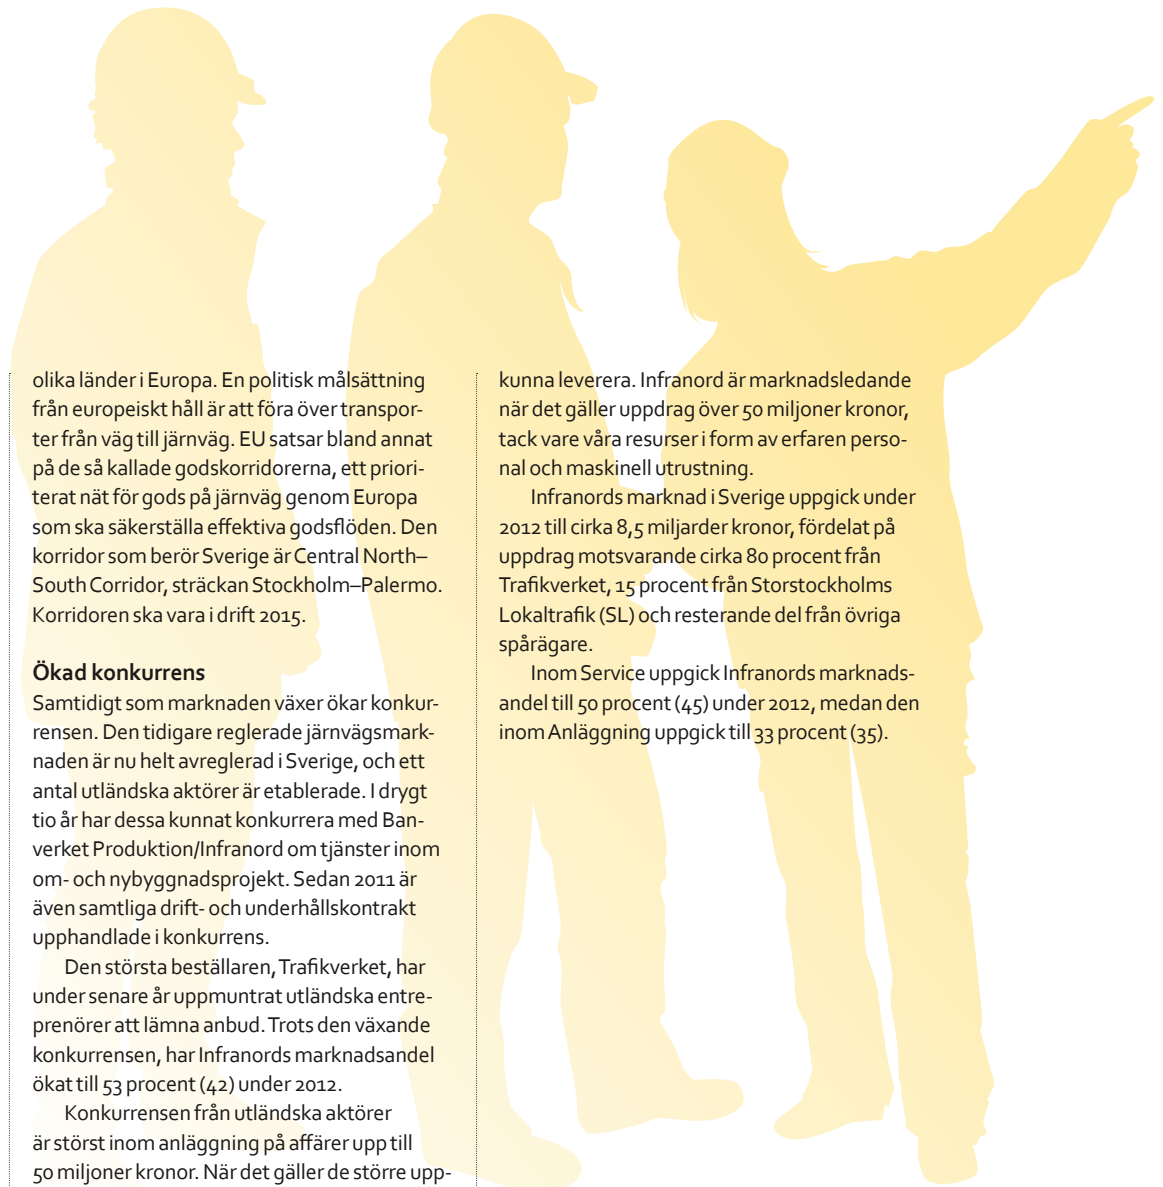 olika länder i Europa. En politisk målsättning
från europeiskt håll är att föra över transpor-
ter från väg till järnväg. EU satsar bland annat
på de så kallade godskorridorerna, ett priori-
terat nät för gods på järnväg genom Europa
som ska säkerställa effektiva godsflöden. Den
korridor som berör Sverige är Central North–
South Corridor, sträckan Stockholm–Palermo.
Korridoren ska vara i drift 2015.
Ökad konkurrens
Samtidigt som marknaden växer ökar konkur-
rensen. Den tidigare reglerade järnvägsmark-
naden är nu helt avreglerad i Sverige, och ett
antal utländska aktörer är etablerade. I drygt
tio år har dessa kunnat konkurrera med Ban-
verket Produktion/Infranord om tjänster inom
om- och nybyggnadsprojekt. Sedan 2011 är
även samtliga drift- och underhållskontrakt
upphandlade i konkurrens.
Den största beställaren, Trafikverket, har
under senare år uppmuntrat utländska entre-
prenörer att lämna anbud. Trots den växande
konkurrensen, har Infranords marknadsandel
ökat till 53 procent (42) under 2012.
Konkurrensen från utländska aktörer
är störst inom anläggning på affärer upp till
50 miljoner kronor. När det gäller de större upp-
kunna leverera. Infranord är marknadsledande
när det gäller uppdrag över 50 miljoner kronor,
tack vare våra resurser i form av erfaren perso-
nal och maskinell utrustning.
Infranords marknad i Sverige uppgick under
2012 till cirka 8,5 miljarder kronor, fördelat på
uppdrag motsvarande cirka 80 procent från
Trafikverket, 15 procent från Storstockholms
Lokaltrafik (SL) och resterande del från övriga
spårägare.
Inom Service uppgick Infranords marknads-
andel till 50 procent (45) under 2012, medan den
inom Anläggning uppgick till 33 procent (35).